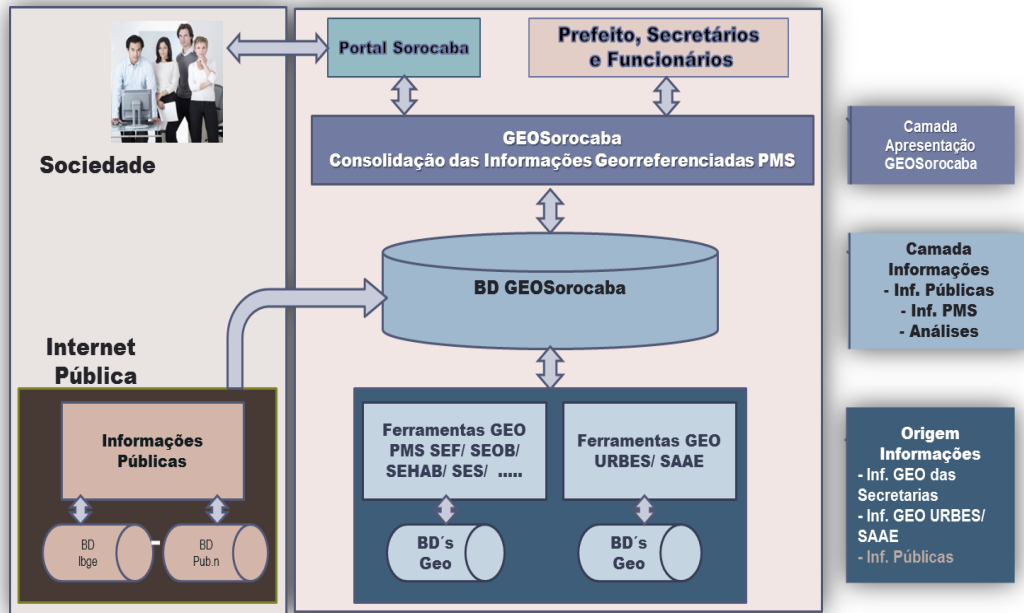 Portal Sorocaba
Prefeito, Secretários
e Funcionários
Sociedade
GEOSorocaba
Consolidação das Informações Georreferenciadas PMS
Camada
Apresentação
GEOSorocaba
BD GEOSorocaba
Camada
Informações
- Inf. Públicas
- Inf. PMS
- Análises
Internet
Pública
Informações
Públicas
BD
Ibge
BD
Pub.n
Ferramentas GEO
PMS SEF/ SEOB/
SEHAB/ SES/ .....
Ferramentas GEO
URBES/ SAAE
BD´s
Geo
BD´s
Geo
Origem
Informações
- Inf. GEO das
Secretarias
- Inf. GEO URBES/
SAAE
- Inf. Públicas